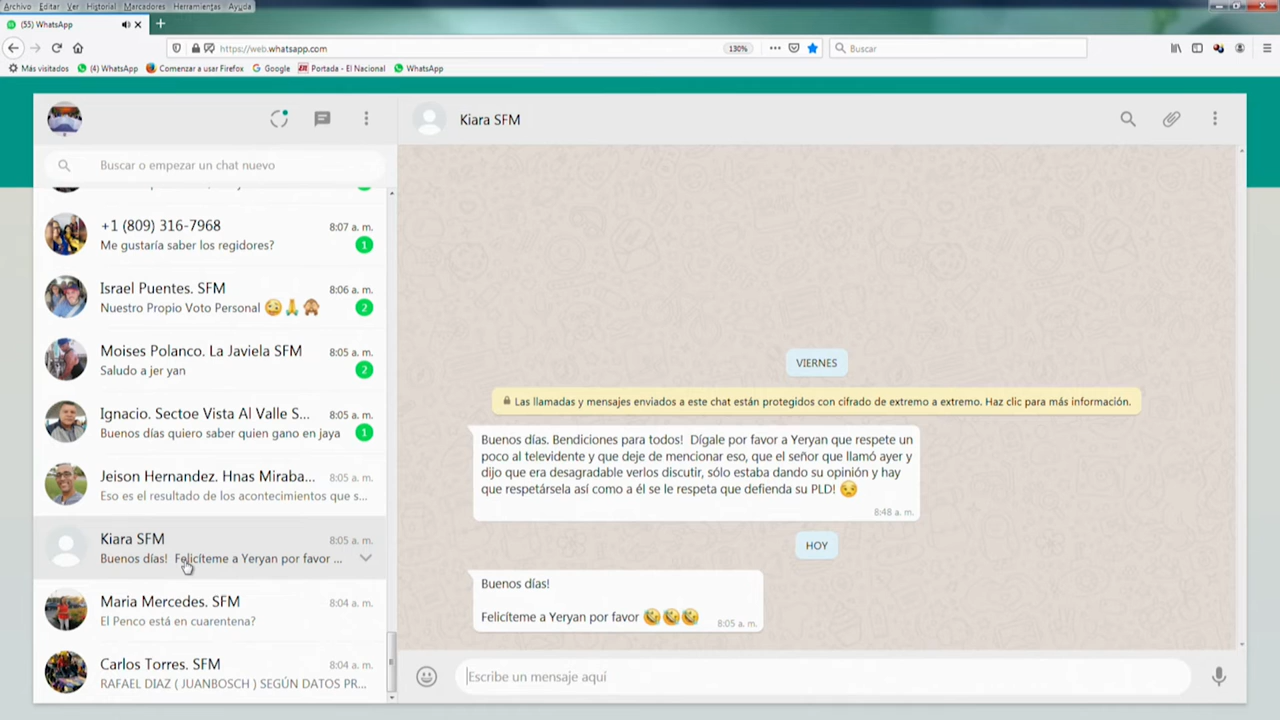 Archivo Editar Ver Historial Marcadores Herramientas Ayuda
(55) WhatsApp
https://web.whatsapp.com
130%
Buscar
Más visitados
(4) WhatsApp
Comenzar a usar Firefox
Google
Portada - El Nacional
WhatsApp
Kiara SFM
Buscar o empezar un chat nuevo
+1 (809) 316-7968
8:07 a. m.
Me gustaría saber los regidores?
1
Israel Puentes. SFM
8:06 a. m.
Nuestro Propio Voto Personal 🤕🙏🙈
2
Moises Polanco. La Javiela SFM
8:05 a. m.
Saludo a jer yan
2
Ignacio. Sectoe Vista Al Valle S...
8:05 a. m.
Buenos días quiero saber quien gano en jaya
1
Jeison Hernandez. Hnas Miraba...
8:05 a. m.
Eso es el resultado de los acontecimientos que s...
Kiara SFM
8:05 a. m.
Buenos días! Felicíteme a Yeryan por favor ...
Maria Mercedes. SFM
8:04 a. m.
El Penco está en cuarentena?
Carlos Torres. SFM
8:04 a. m.
RAFAEL DIAZ ( JUANBOSCH ) SEGÚN DATOS PR...
VIERNES
Las llamadas y mensajes enviados a este chat están protegidos con cifrado de extremo a extremo. Haz clic para más información.
Buenos días. Bendiciones para todos! Dígale por favor a Yeryan que respete un
poco al televidente y que deje de mencionar eso, que el señor que llamó ayer y
dijo que era desagradable verlos discutir, sólo estaba dando su opinión y hay
que respetársela así como a él se le respeta que defienda su PLD! 😒
8:48 a. m.
HOY
Buenos días!
Felicíteme a Yeryan por favor 🤣🤣🤣
8:05 a. m.
Escribe un mensaje aquí